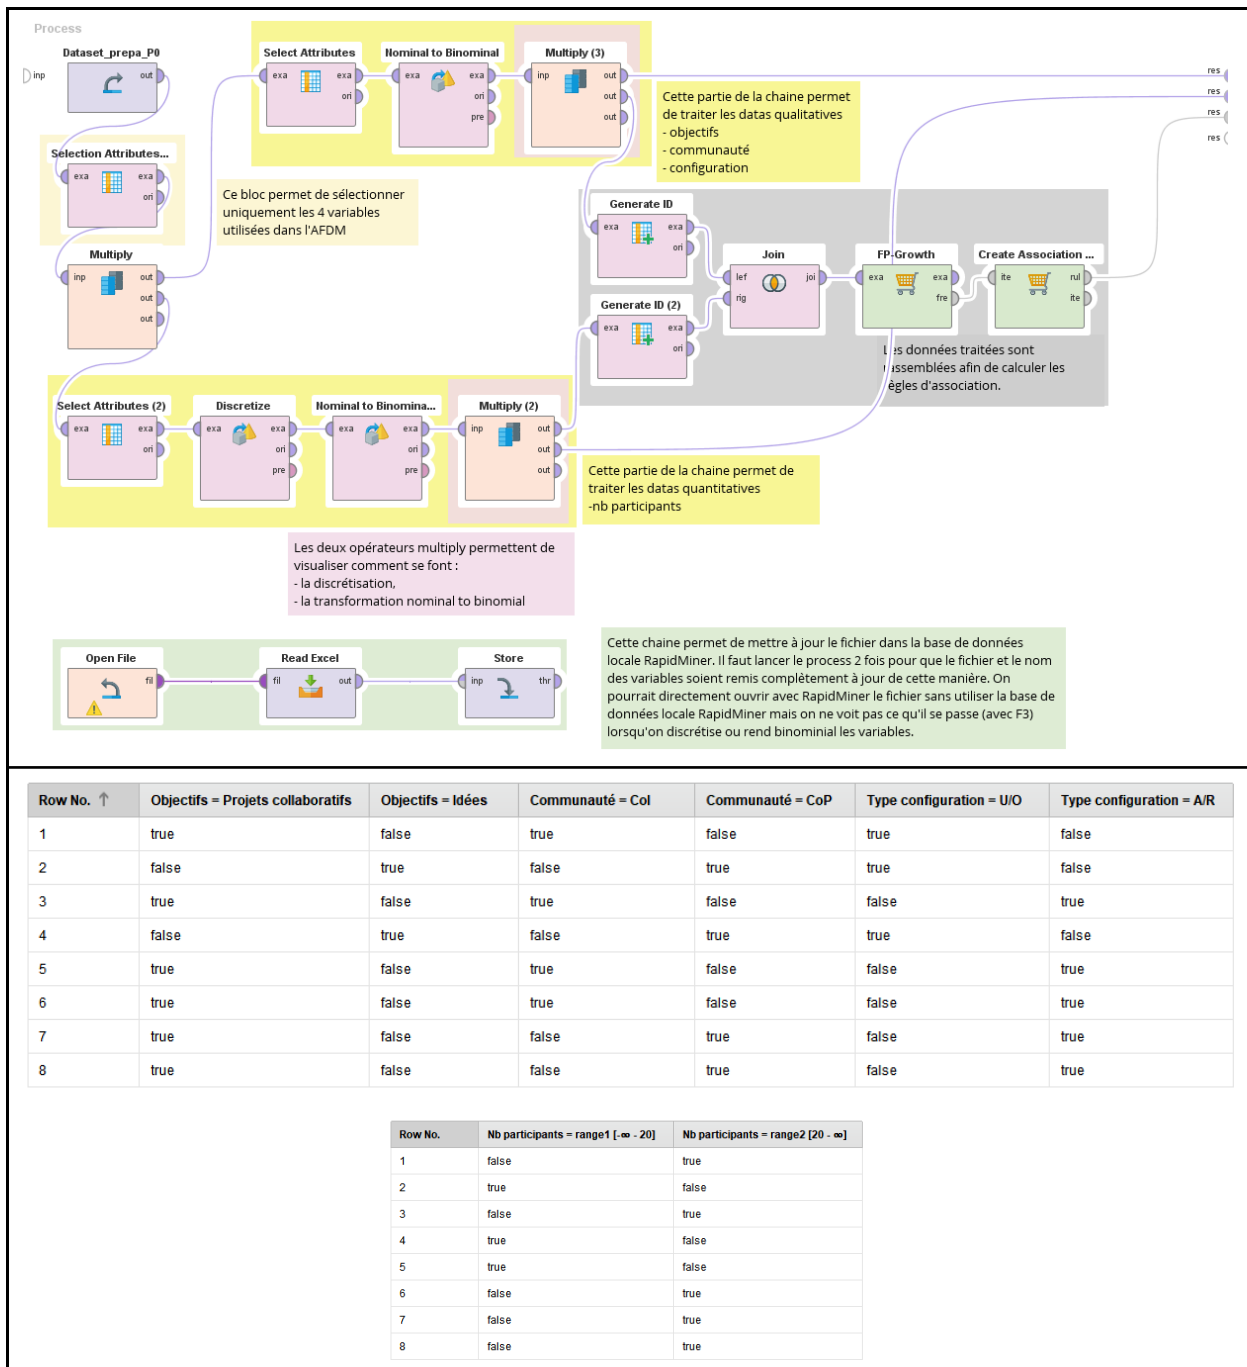 Process
inp
Dataset_prepa_P0
out
Selection Attributes...
exa exa
ori
Multiply
inp out
out
out
Select Attributes
exa exa
ori
Nominal to Binominal
exa exa
ori
pre
Multiply (3)
inp out
out
out
res
res
res
res
Cette partie de la chaine permet
de traiter les datas qualitatives
- objectifs
- communauté
- configuration
Ce bloc permet de sélectionner
uniquement les 4 variables
utilisées dans l'AFDM
Generate ID
exa exa
ori
Generate ID (2)
exa exa
ori
Join
lef joi
rig
FP-Growth
exa exa
fre
Create Association ...
ite rul
ite
Les données traitées sont
rassemblées afin de calculer les
règles d'association.
Select Attributes (2)
exa exa
ori
Discretize
exa exa
ori
pre
Nominal to Binomina...
exa exa
ori
pre
Multiply (2)
inp out
out
out
Cette partie de la chaine permet de
traiter les datas quantitatives
-nb participants
Les deux opérateurs multiply permettent de
visualiser comment se font :
- la discrétisation,
- la transformation nominal to binomial
Open File
fil
Read Excel
fil out
Store
inp thr
Cette chaine permet de mettre à jour le fichier dans la base de données
locale RapidMiner. Il faut lancer le process 2 fois pour que le fichier et le nom
des variables soient remis complètement à jour de cette manière. On
pourrait directement ouvrir avec RapidMiner le fichier sans utiliser la base de
données locale RapidMiner mais on ne voit pas ce qu'il se passe (avec F3)
lorsqu'on discrétise ou rend binominial les variables.
Row No. ↑ Objectifs = Projets collaboratifs Objectifs = Idées Communauté = CoI Communauté = CoP Type configuration = U/O Type configuration = A/R
1 true false true false true false
2 false true false true true false
3 true false true false false true
4 false true false true true false
5 true false true false false true
6 true false true false false true
7 true false false true false true
8 true false false true false true
Row No. Nb participants = range1 [-∞ - 20] Nb participants = range2 [20 - ∞]
1 false true
2 true false
3 false true
4 true false
5 true false
6 false true
7 false true
8 false true